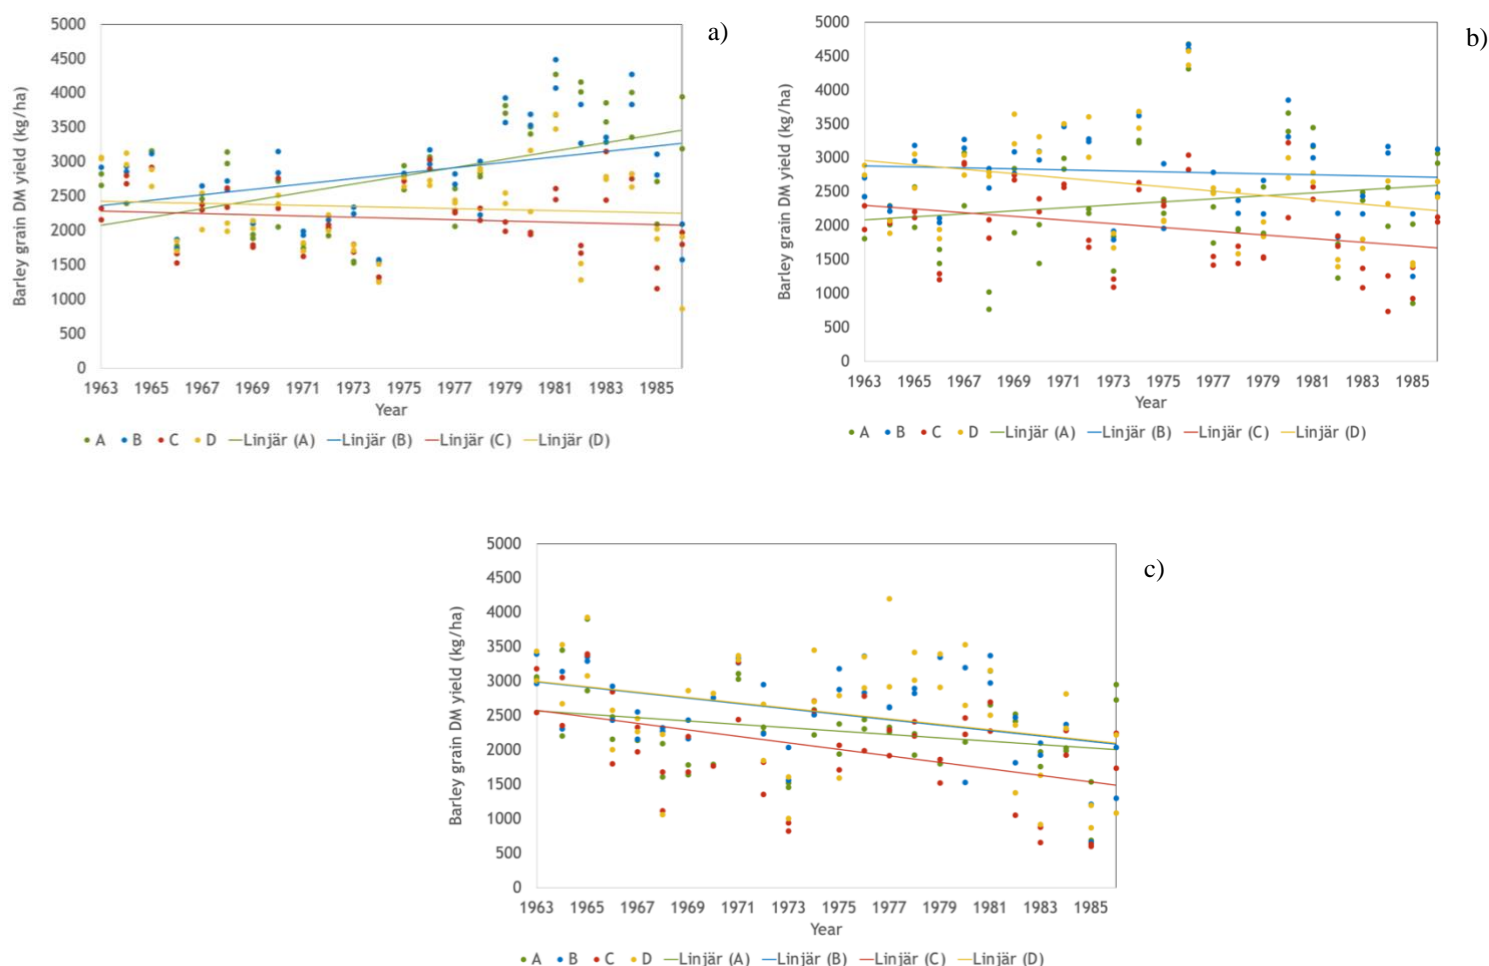 a)
Barley grain DM yield (kg/ha)
5000
4500
4000
3500
3000
2500
2000
1500
1000
500
0
1963 1965 1967 1969 1971 1973 1975 1977 1979 1981 1983 1985
Year
A B C D Linjär (A) Linjär (B) Linjär (C) Linjär (D)
b)
Barley grain DM yield (kg/ha)
5000
4500
4000
3500
3000
2500
2000
1500
1000
500
0
1963 1965 1967 1969 1971 1973 1975 1977 1979 1981 1983 1985
Year
A B C D Linjär (A) Linjär (B) Linjär (C) Linjär (D)
c)
Barley grain DM yield (kg/ha)
5000
4500
4000
3500
3000
2500
2000
1500
1000
500
0
1963 1965 1967 1969 1971 1973 1975 1977 1979 1981 1983 1985
Year
A B C D Linjär (A) Linjär (B) Linjär (C) Linjär (D)